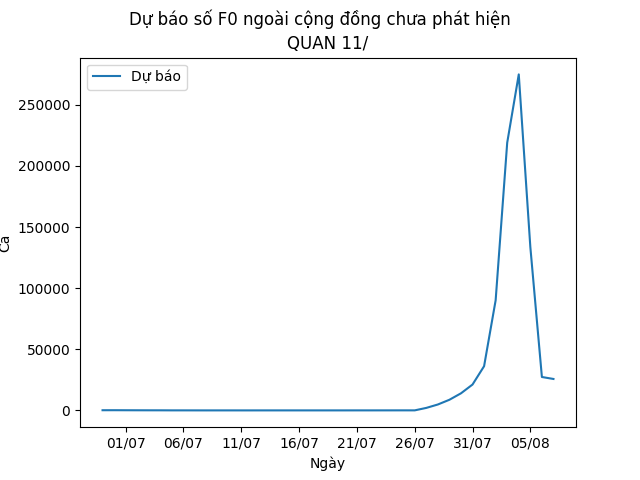 Dự báo số F0 ngoài cộng đồng chưa phát hiện
QUAN 11/
Dự báo
250000
200000
150000
100000
50000
0
Ca
01/07 06/07 11/07 16/07 21/07 26/07 31/07 05/08
Ngày